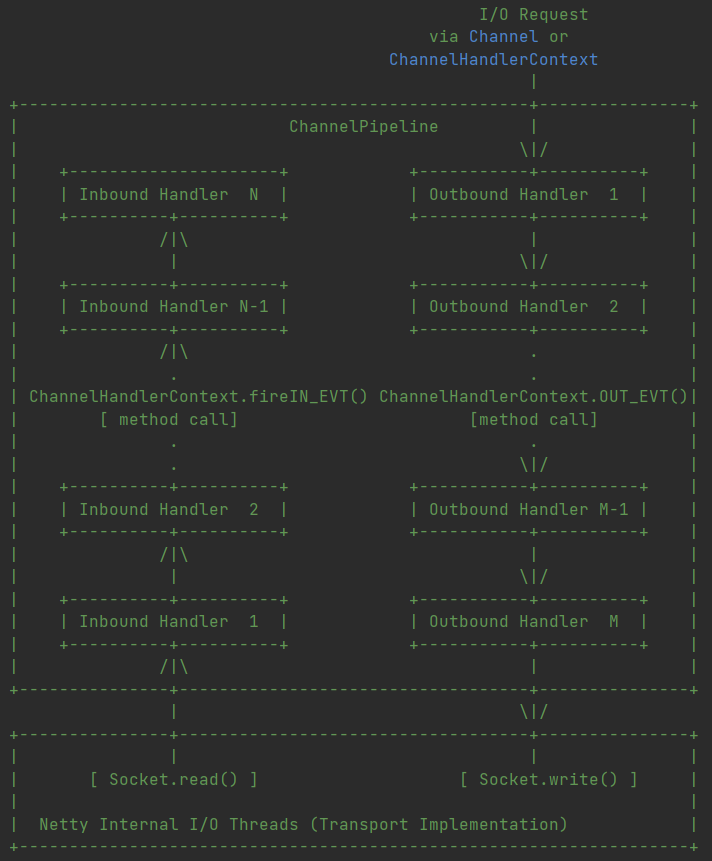 I/O Request
                                          via Channel or
                                      ChannelHandlerContext
                                                    |
+---------------------------------------------------+---------------+
|                           ChannelPipeline         |               |
|                                                  \|/              |
|    +---------------------+            +-----------+----------+    |
|    | Inbound Handler  N  |            | Outbound Handler  1  |    |
|    +----------+----------+            +-----------+----------+    |
|              /|\                                  |               |
|               |                                  \|/              |
|    +----------+----------+            +-----------+----------+    |
|    | Inbound Handler N-1 |            | Outbound Handler  2  |    |
|    +----------+----------+            +-----------+----------+    |
|              /|\                                  .               |
|               .                                   .               |
| ChannelHandlerContext.fireIN_EVT() ChannelHandlerContext.OUT_EVT()|
|        [ method call]                       [method call]         |
|               .                                   .               |
|               .                                  \|/              |
|    +----------+----------+            +-----------+----------+    |
|    | Inbound Handler  2  |            | Outbound Handler M-1 |    |
|    +----------+----------+            +-----------+----------+    |
|              /|\                                  |               |
|               |                                  \|/              |
|    +----------+----------+            +-----------+----------+    |
|    | Inbound Handler  1  |            | Outbound Handler  M  |    |
|    +----------+----------+            +-----------+----------+    |
|              /|\                                  |               |
+---------------+-----------------------------------+---------------+
                |                                  \|/
+---------------+-----------------------------------+---------------+
|               |                                   |               |
|       [ Socket.read() ]                    [ Socket.write() ]     |
|                                                                   |
|  Netty Internal I/O Threads (Transport Implementation)            |
+-------------------------------------------------------------------+